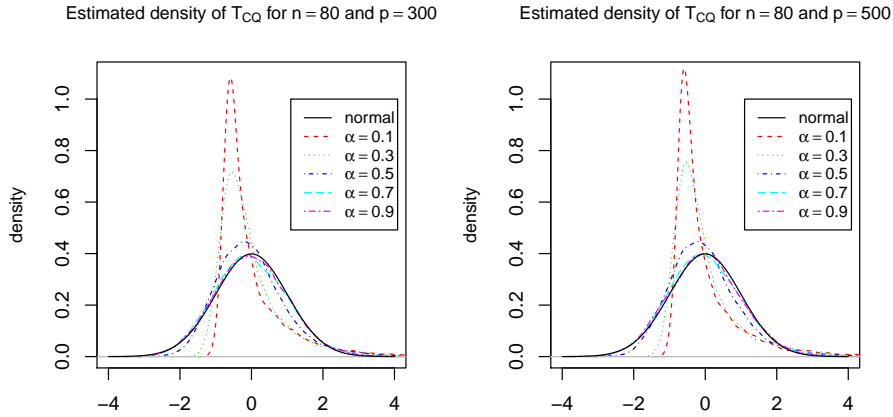 Estimated density of T_CQ for n = 80 and p = 300
density
0.0 0.2 0.4 0.6 0.8 1.0
−4 −2 0 2 4
normal
α = 0.1
α = 0.3
α = 0.5
α = 0.7
α = 0.9
Estimated density of T_CQ for n = 80 and p = 500
density
0.0 0.2 0.4 0.6 0.8 1.0
−4 −2 0 2 4
normal
α = 0.1
α = 0.3
α = 0.5
α = 0.7
α = 0.9